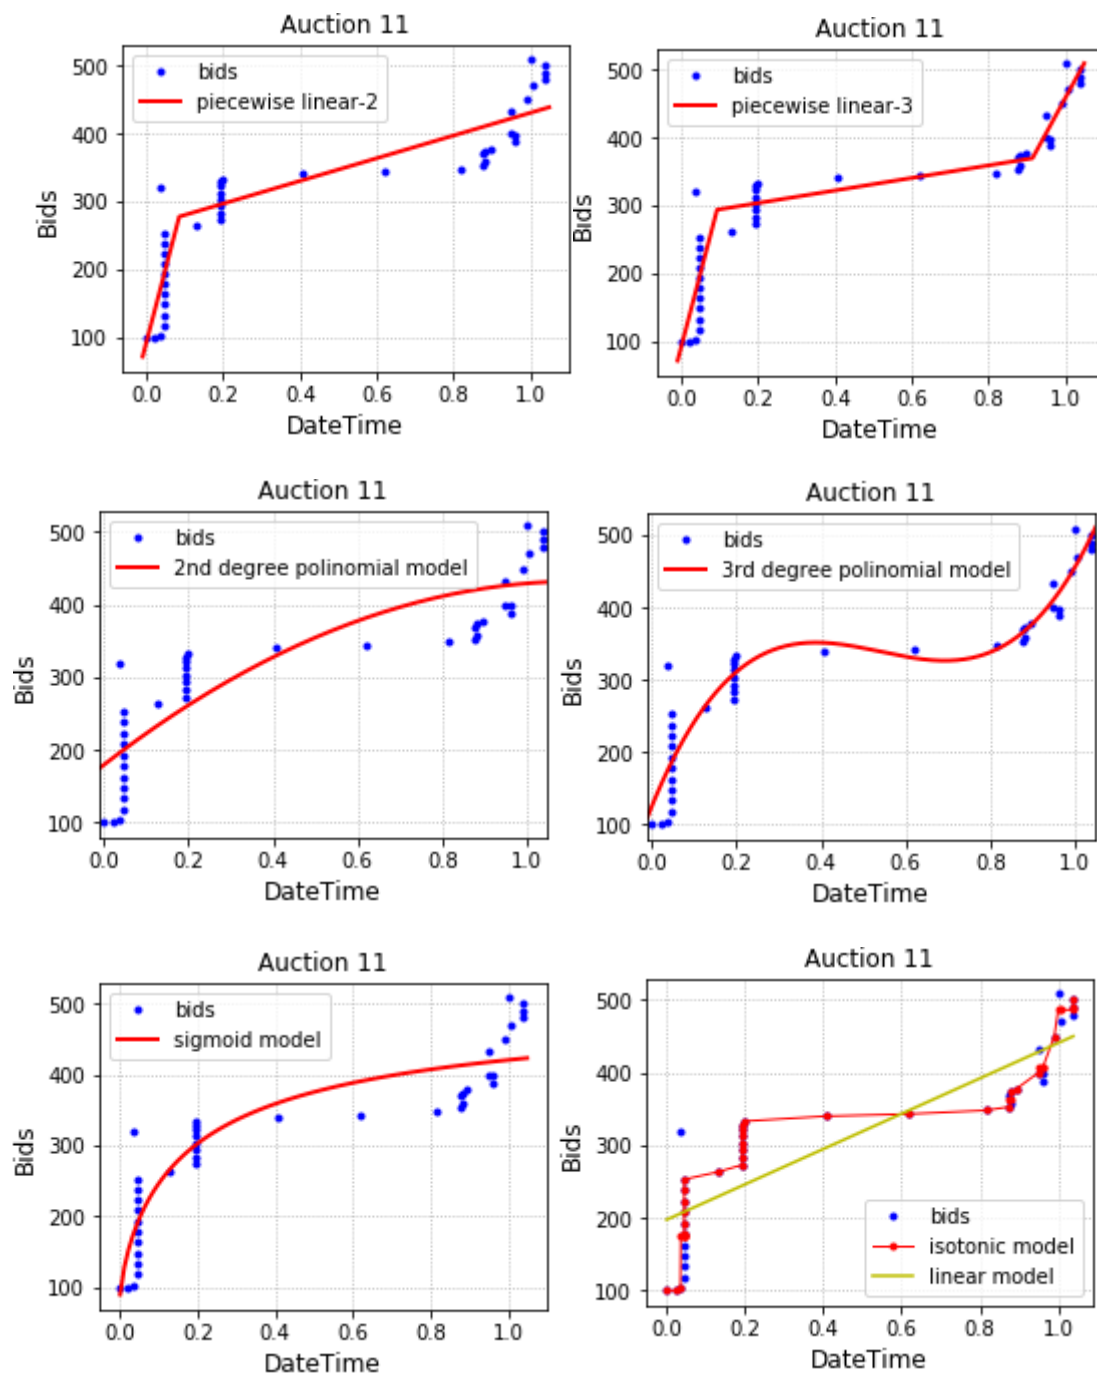 Auction 11
bids
piecewise linear-2
500
400
300
200
100
Bids
0.0 0.2 0.4 0.6 0.8 1.0
DateTime
Auction 11
bids
piecewise linear-3
500
400
300
200
100
Bids
0.0 0.2 0.4 0.6 0.8 1.0
DateTime
Auction 11
bids
2nd degree polinomial model
500
400
300
200
100
Bids
0.0 0.2 0.4 0.6 0.8 1.0
DateTime
Auction 11
bids
3rd degree polinomial model
500
400
300
200
100
Bids
0.0 0.2 0.4 0.6 0.8 1.0
DateTime
Auction 11
bids
sigmoid model
500
400
300
200
100
Bids
0.0 0.2 0.4 0.6 0.8 1.0
DateTime
Auction 11
500
400
300
200
100
Bids
bids
isotonic model
linear model
0.0 0.2 0.4 0.6 0.8 1.0
DateTime